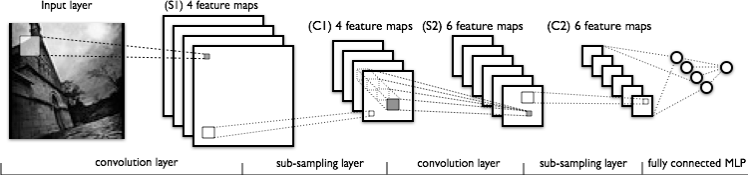 Input layer
(S1) 4 feature maps
(C1) 4 feature maps
(S2) 6 feature maps
(C2) 6 feature maps
convolution layer
sub-sampling layer
convolution layer
sub-sampling layer
fully connected MLP